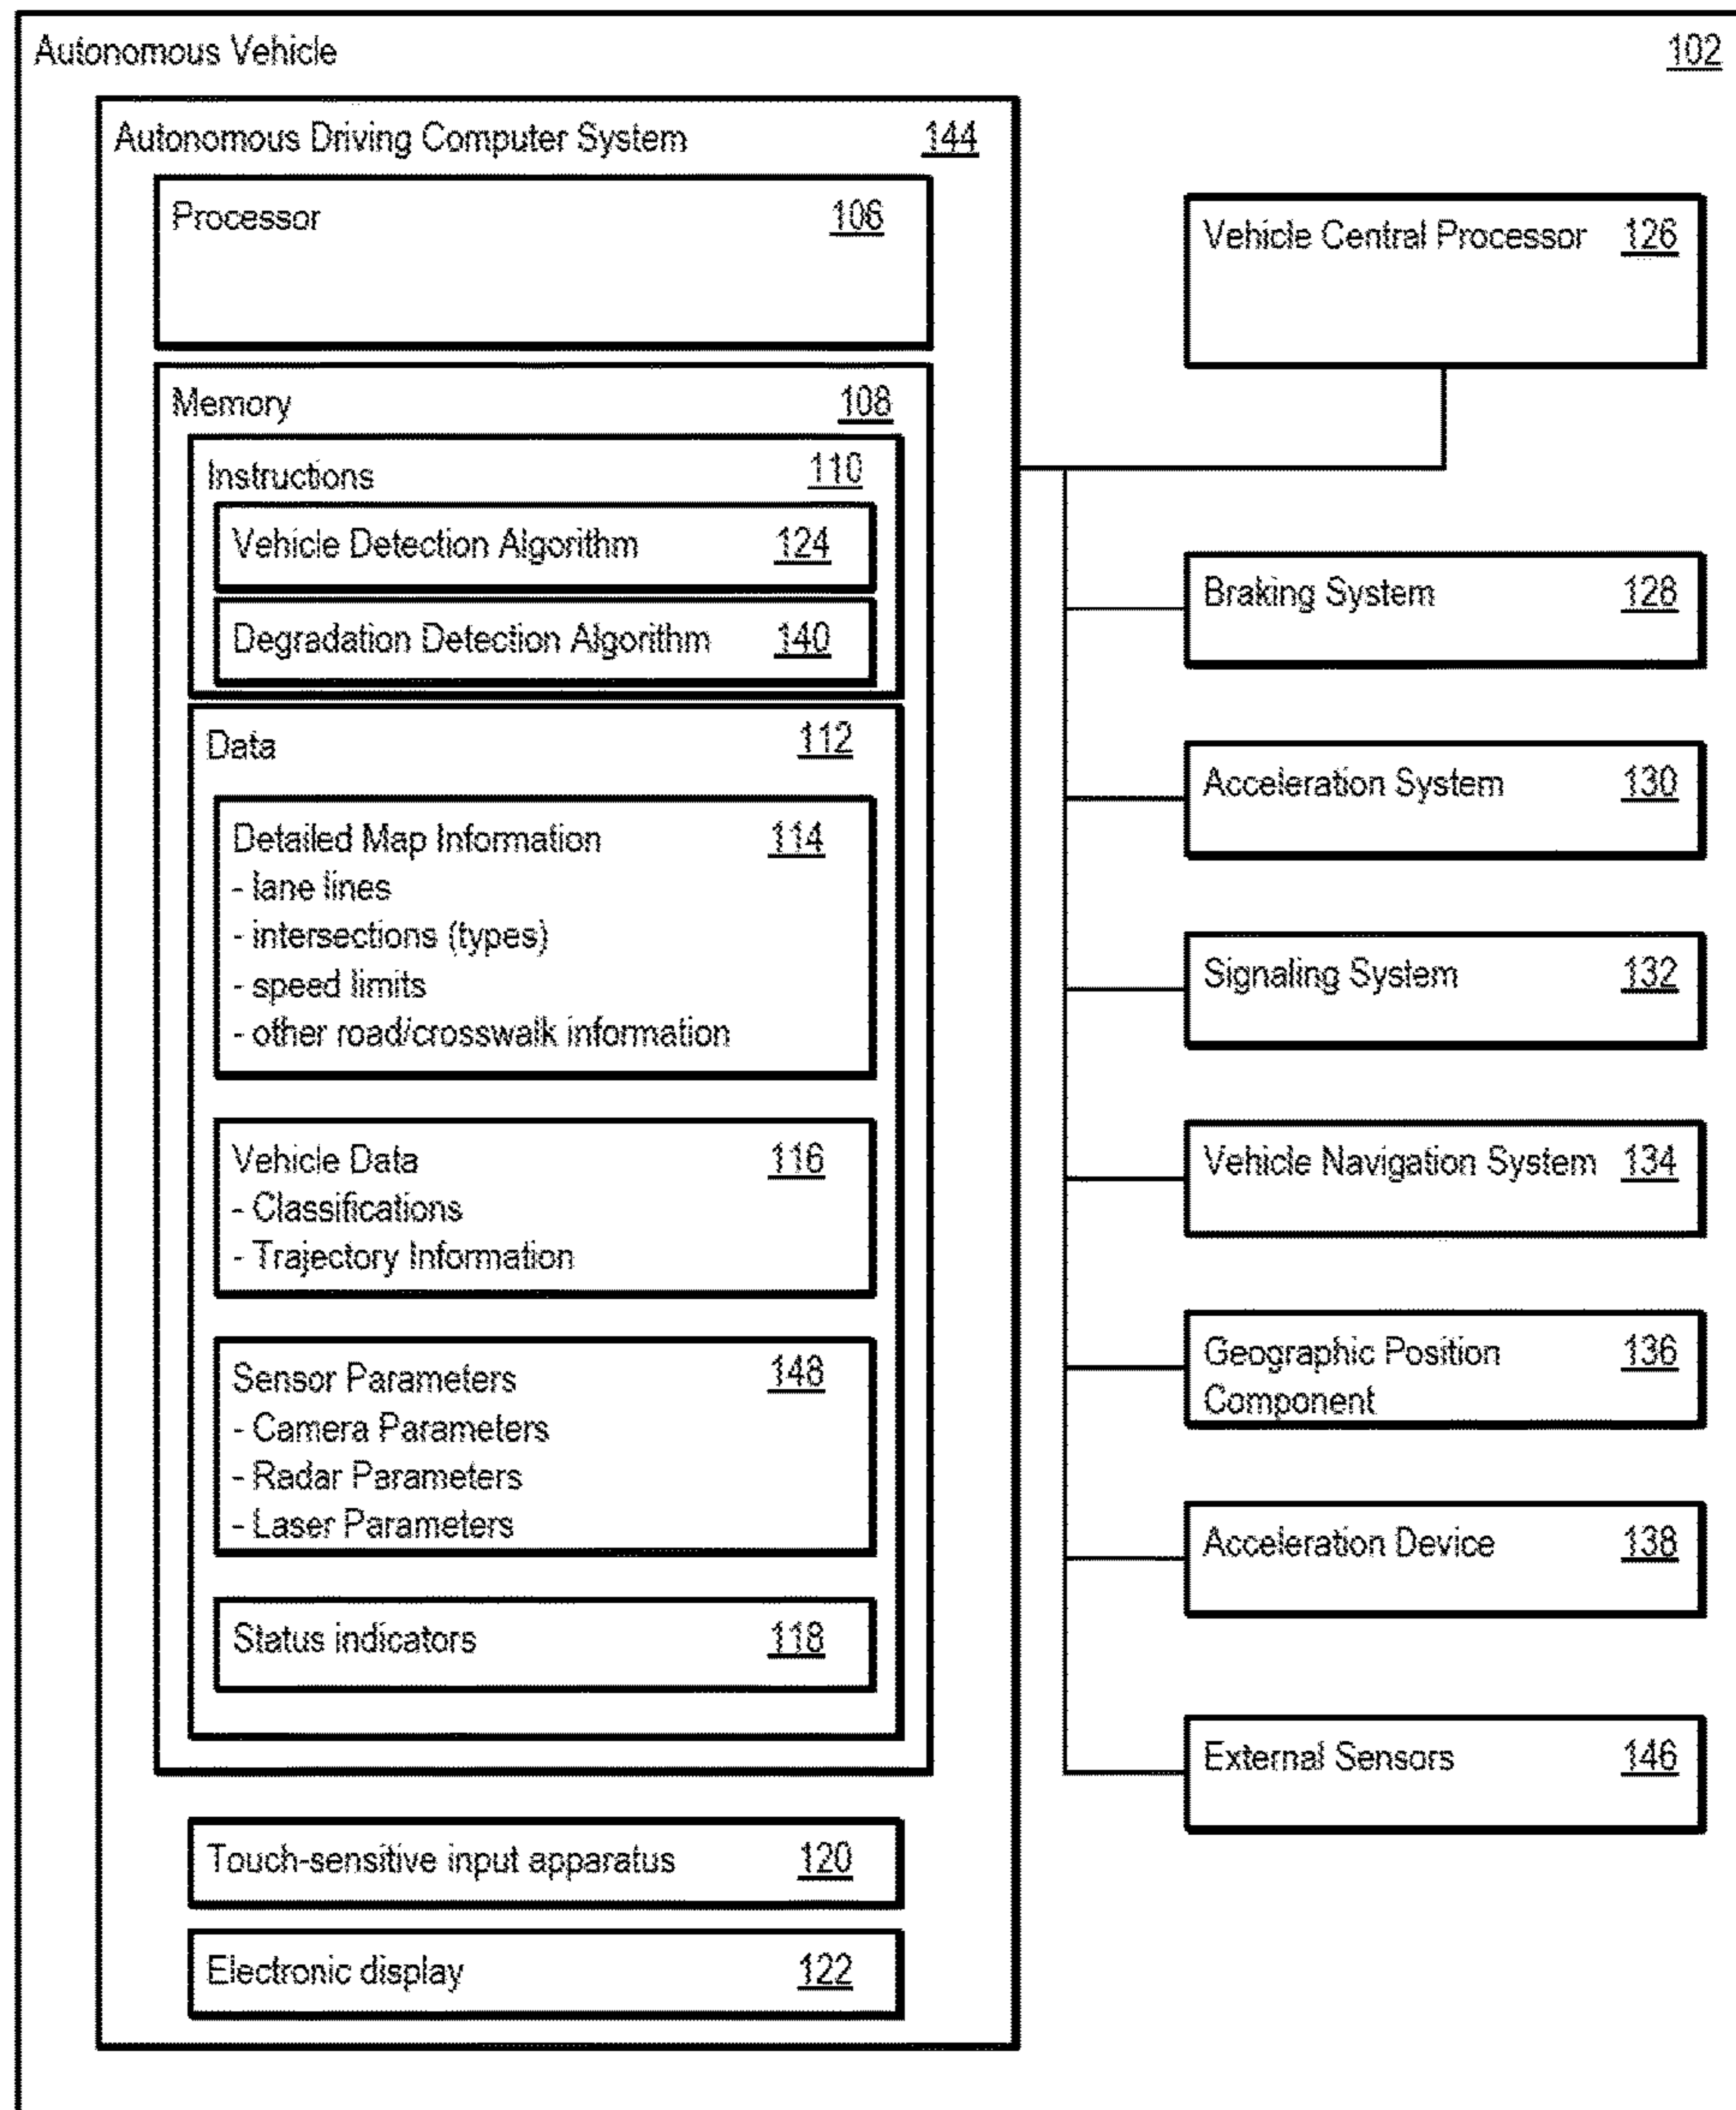 Autonomous Vehicle 102
Autonomous Driving Computer System 144
Processor 106
Memory 108
Instructions 110
Vehicle Detection Algorithm 124
Degradation Detection Algorithm 140
Data 112
Detailed Map Information 114
- lane lines
- intersections (types)
- speed limits
- other road/crosswalk information
Vehicle Data 116
- Classifications
- Trajectory Information
Sensor Parameters 148
- Camera Parameters
- Radar Parameters
- Laser Parameters
Status indicators 118
Touch-sensitive input apparatus 120
Electronic display 122
Vehicle Central Processor 126
Braking System 128
Acceleration System 130
Signaling System 132
Vehicle Navigation System 134
Geographic Position 136
Component
Acceleration Device 138
External Sensors 146